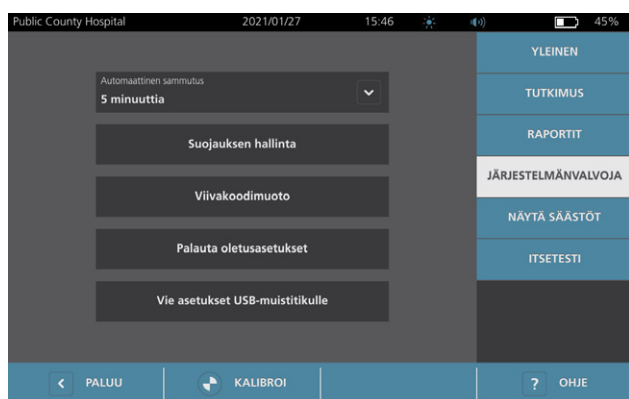 Public County Hospital 2021/01/27 15:46 45%
YLEINEN
Automaattinen sammutus
5 minuuttia
TUTKIMUS
Suojauksen hallinta
RAPORTIT
Viivakoodimuoto
JÄRJESTELMÄNVALVOJA
NÄYTÄ SÄÄSTÖT
Palauta oletusasetukset
ITSETESTI
Vie asetukset USB-muistitikulle
PALUU KALIBROI ? OHJE